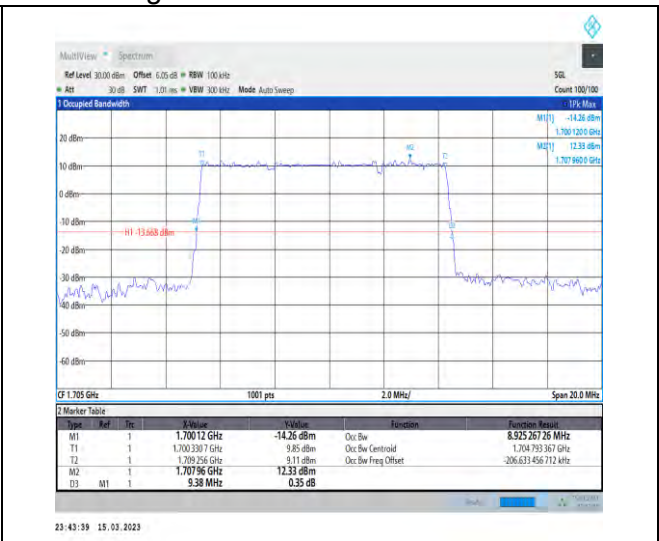 MultiView Spectrum
Ref Level 30.00 dBm Offset 6.05 dB RBW 100 kHz SGL
Att 30 dB SWT 1.01 ms VBW 300 kHz Mode Auto Sweep Count 100/100
1 Occupied Bandwidth 1Pk Max
M1[1] -14.26 dBm
1.700 120 0 GHz
20 dBm M2[1] 12.33 dBm
T1 M2 T2 1.707 960 0 GHz
10 dBm
0 dBm
-10 dBm
H1 -13.668 dBm
-20 dBm
-30 dBm
-40 dBm
-50 dBm
-60 dBm
CF 1.705 GHz 1001 pts 2.0 MHz/ Span 20.0 MHz
2 Marker Table
Type Ref Trc X-Value Y-Value Function Function Result
M1 1 1.700 12 GHz -14.26 dBm Occ Bw 8.925 267 26 MHz
T1 1 1.700 330 7 GHz 9.85 dBm Occ Bw Centroid 1.704 793 367 GHz
T2 1 1.709 256 GHz 9.11 dBm Occ Bw Freq Offset -206.633 456 712 kHz
M2 1 1.707 96 GHz 12.33 dBm
D3 M1 1 9.38 MHz 0.35 dB
23:43:39 15.03.2023